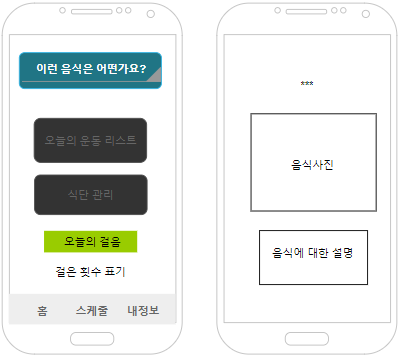 이런 음식은 어떤가요?
오늘의 운동 리스트
식단 관리
오늘의 걸음
걸은 횟수 표기
홈 스케줄 내정보
***
음식사진
음식에 대한 설명